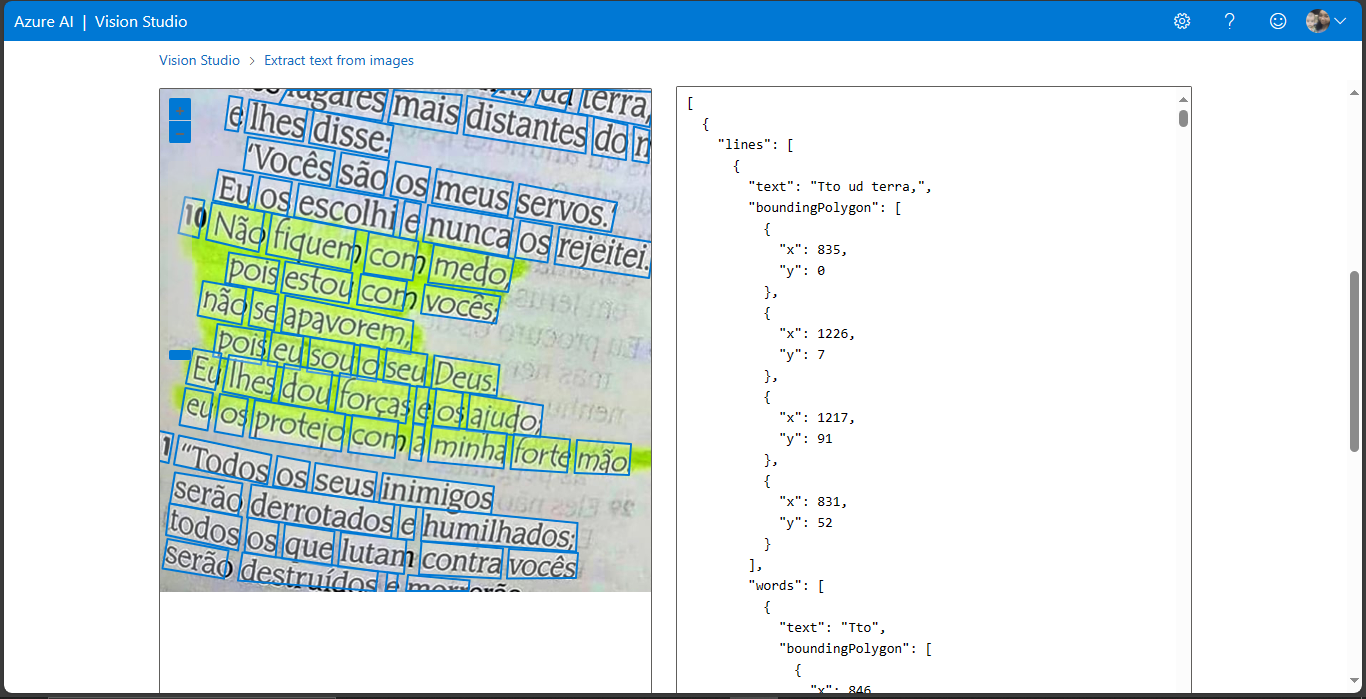 Azure AI | Vision Studio
?
Vision Studio > Extract text from images
lugares mais distantes do
e lhes disse:
‘Vocês são os meus servos.’
Eu os escolhi e nunca os rejeitei.
10 Não fiquem com medo,
pois estou com vocês;
não se apavorem,
pois eu sou o seu Deus.
Eu lhes dou forças e os ajudo;
eu os protejo com a minha forte mão.
“Todos os seus inimigos
serão derrotados e humilhados;
todos os que lutam contra vocês
serão destruídos e morrerão
[
{
"lines": [
{
"text": "Tto ud terra,",
"boundingPolygon": [
{
"x": 835,
"y": 0
},
{
"x": 1226,
"y": 7
},
{
"x": 1217,
"y": 91
},
{
"x": 831,
"y": 52
}
],
"words": [
{
"text": "Tto",
"boundingPolygon": [
{
"x": 846